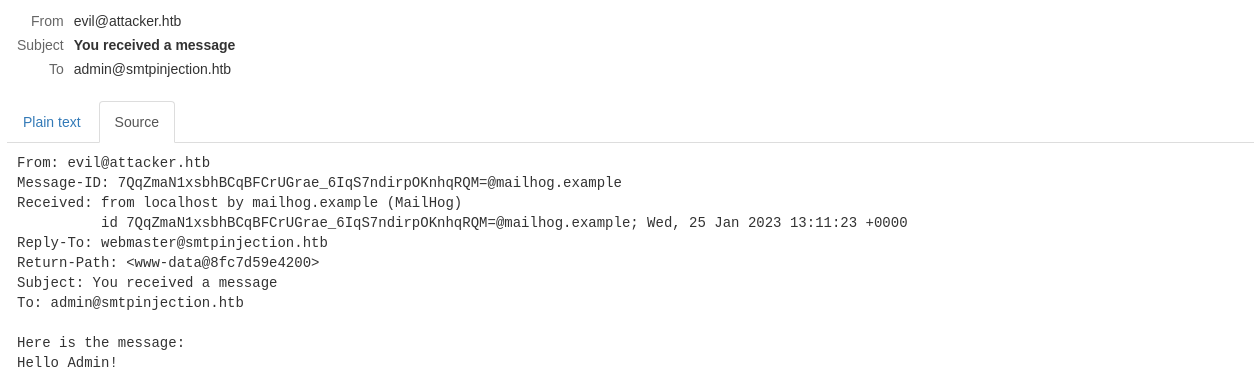 From evil@attacker.htb
Subject You received a message
To admin@smtpinjection.htb
Plain text Source
From: evil@attacker.htb
Message-ID: 7QqZmaN1xsbhBCqBFCrUGrae_6IqS7ndirpOKnhqRQM=@mailhog.example
Received: from localhost by mailhog.example (MailHog)
          id 7QqZmaN1xsbhBCqBFCrUGrae_6IqS7ndirpOKnhqRQM=@mailhog.example; Wed, 25 Jan 2023 13:11:23 +0000
Reply-To: webmaster@smtpinjection.htb
Return-Path: <www-data@8fc7d59e4200>
Subject: You received a message
To: admin@smtpinjection.htb

Here is the message:
Hello Admin!